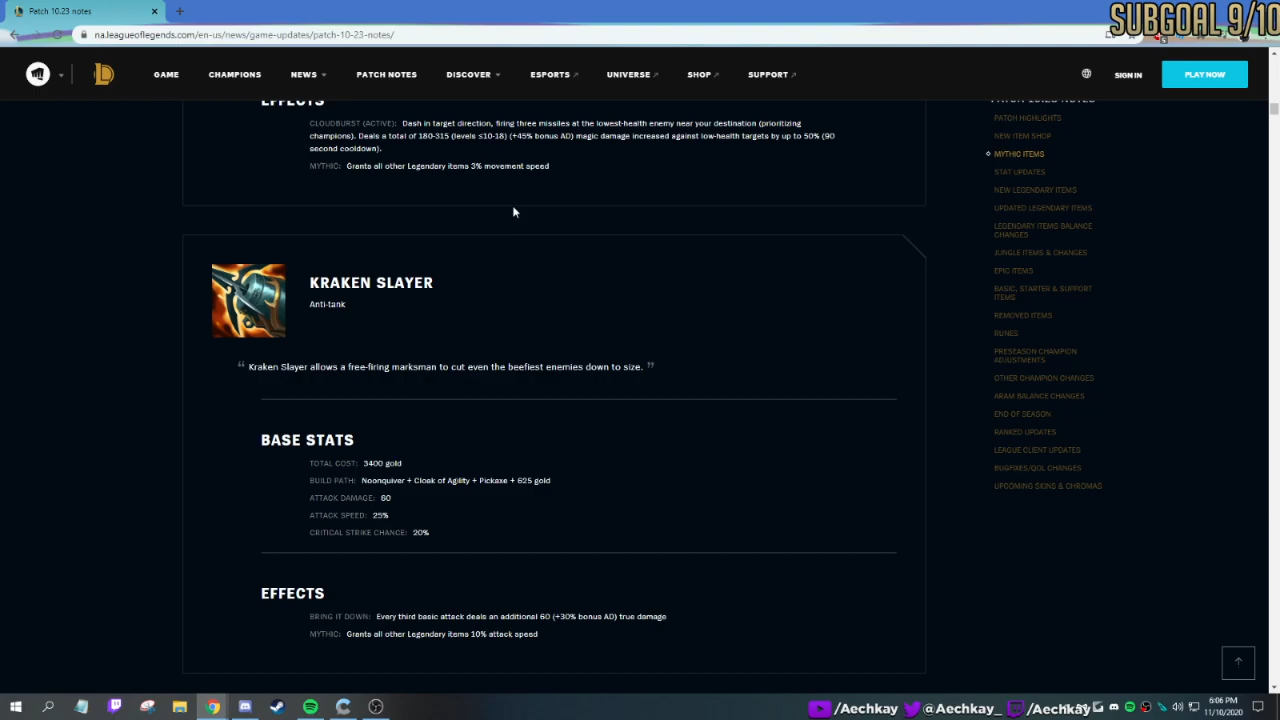 Patch 10.23 notes
SUBGOAL 9/10
na.leagueoflegends.com/en-us/news/game-updates/patch-10-23-notes/
GAME
CHAMPIONS
NEWS
PATCH NOTES
DISCOVER
ESPORTS
UNIVERSE
SHOP
SUPPORT
SIGN IN
PLAY NOW
EFFECTS
CLOUDBURST (ACTIVE): Dash in target direction, firing three missiles at the lowest-health enemy near your destination (prioritizing
champions). Deals a total of 180-315 (levels ≤10-18) (+45% bonus AD) magic damage increased against low-health targets by up to 50% (90
second cooldown).
MYTHIC: Grants all other Legendary items 3% movement speed
KRAKEN SLAYER
Anti-tank
“ Kraken Slayer allows a free-firing marksman to cut even the beefiest enemies down to size. ”
BASE STATS
TOTAL COST: 3400 gold
BUILD PATH: Noonquiver + Cloak of Agility + Pickaxe + 625 gold
ATTACK DAMAGE: 60
ATTACK SPEED: 25%
CRITICAL STRIKE CHANCE: 20%
EFFECTS
BRING IT DOWN: Every third basic attack deals an additional 60 (+30% bonus AD) true damage
MYTHIC: Grants all other Legendary items 10% attack speed
PATCH 10.23 NOTES
PATCH HIGHLIGHTS
NEW ITEM SHOP
MYTHIC ITEMS
STAT UPDATES
NEW LEGENDARY ITEMS
UPDATED LEGENDARY ITEMS
LEGENDARY ITEMS BALANCE
CHANGES
JUNGLE ITEMS & CHANGES
EPIC ITEMS
BASIC, STARTER & SUPPORT
ITEMS
REMOVED ITEMS
RUNES
PRESEASON CHAMPION
ADJUSTMENTS
OTHER CHAMPION CHANGES
ARAM BALANCE CHANGES
END OF SEASON
RANKED UPDATES
LEAGUE CLIENT UPDATES
BUGFIXES/QOL CHANGES
UPCOMING SKINS & CHROMAS
/Aechkay
@Aechkay_
/Aechkay
6:06 PM
11/10/2020